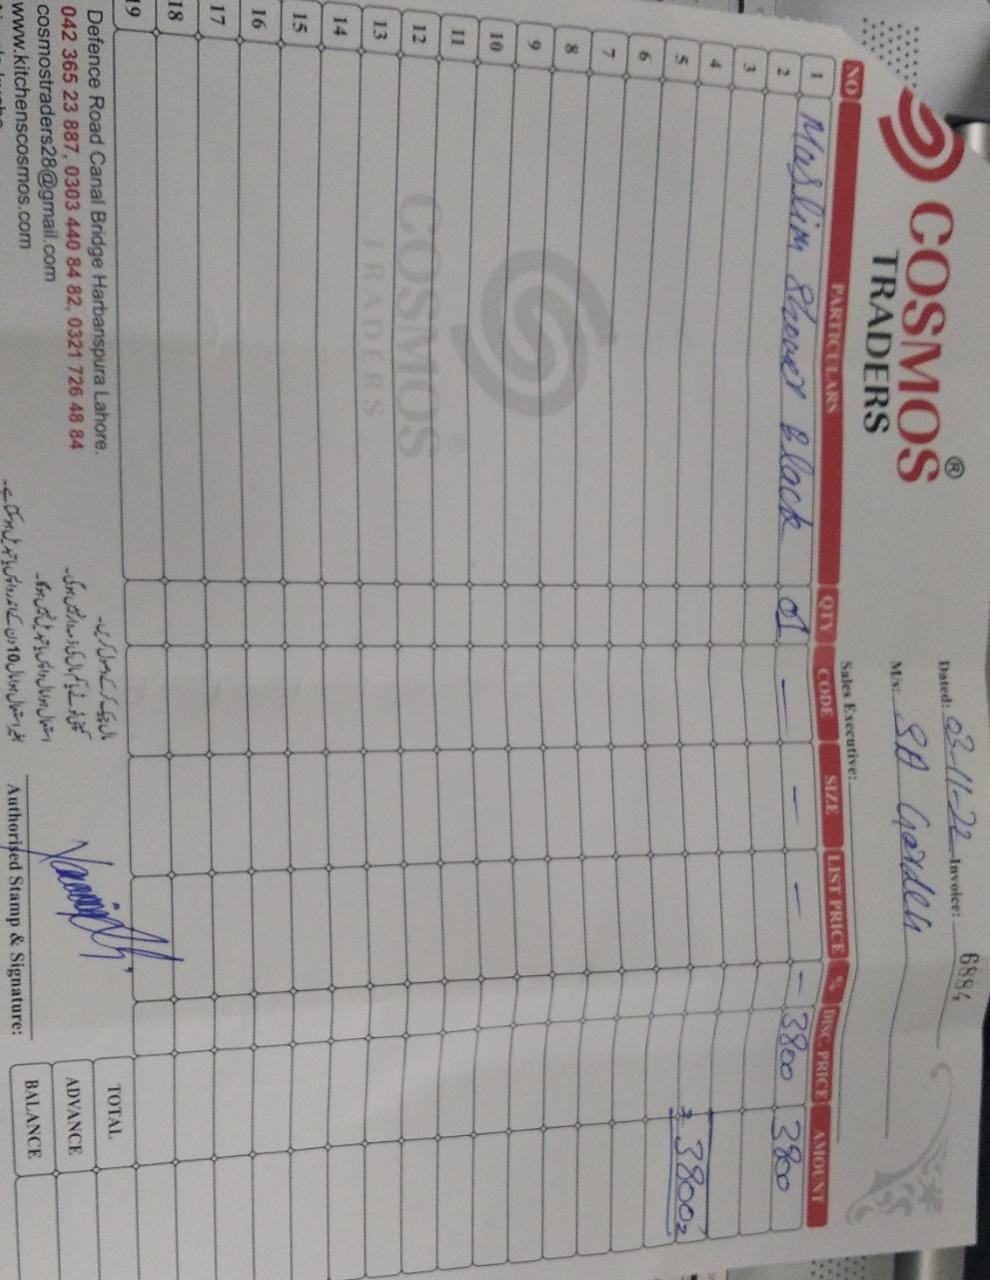 COSMOS®
TRADERS
Dated: 03-11-22 Invoice: 6884
M/s: SA Garden
Sales Executive:
NO PARTICULARS QTY CODE SIZE LIST PRICE % DISC. PRICE AMOUNT
1 Muslim Shower Black 01 — — — — 3800 3800
2
3
4 = 3800/=
5
6
7
8
9
10
11
12
13
14
15
16
17
18
19
COSMOS®
TRADERS
Defence Road Canal Bridge Harbanspura Lahore.
042 365 23 887, 0303 440 84 82, 0321 726 48 84
cosmostraders28@gmail.com
www.kitchenscosmos.com
TOTAL
ADVANCE
BALANCE
Authorised Stamp & Signature: